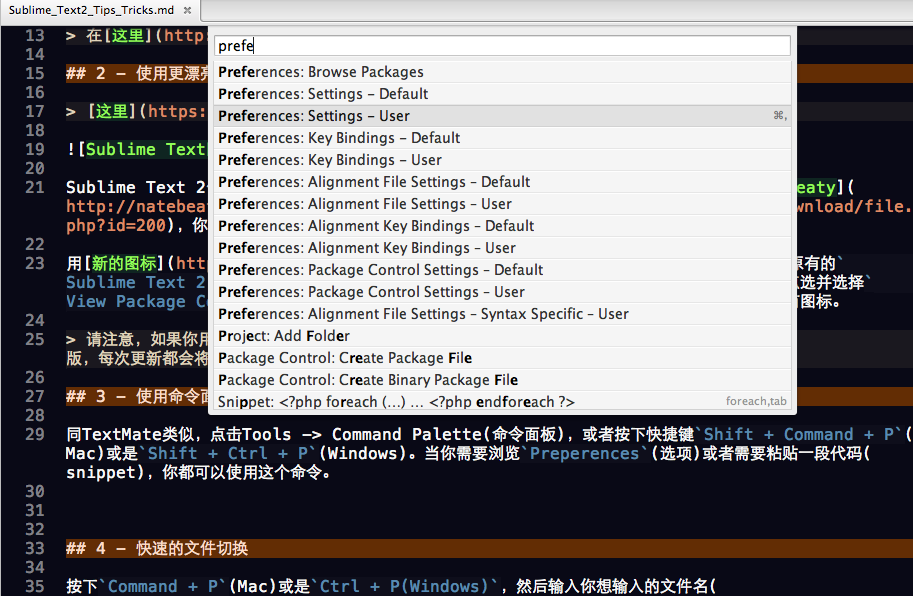 Sublime_Text2_Tips_Tricks.md ×
prefe
Preferences: Browse Packages
Preferences: Settings – Default
Preferences: Settings – User ⌘,
Preferences: Key Bindings – Default
Preferences: Key Bindings – User
Preferences: Alignment File Settings – Default
Preferences: Alignment File Settings – User
Preferences: Alignment Key Bindings – Default
Preferences: Alignment Key Bindings – User
Preferences: Package Control Settings – Default
Preferences: Package Control Settings – User
Preferences: Alignment File Settings – Syntax Specific – User
Project: Add Folder
Package Control: Create Package File
Package Control: Create Binary Package File
Snippet: <?php foreach (...) ... <?php endforeach ?> foreach,tab
13 > 在[这里](http:
14
15 ## 2 – 使用更漂亮
16
17 > [这里](https:
18
19 ![Sublime Text
20
21 Sublime Text 2 eaty](
http://natebeat wnload/file.
php?id=200), 你
22
23 用[新的图标](htt 原有的`
Sublime Text 2 选并选择`
View Package C 图标。
24
25 > 请注意，如果你用
版，每次更新都会将
26
27 ## 3 – 使用命令面
28
29 同TextMate类似，点击Tools –> Command Palette(命令面板)，或者按下快捷键`Shift + Command + P`(
Mac)或是`Shift + Ctrl + P`(Windows)。当你需要浏览`Preperences`(选项)或者需要粘贴一段代码(
snippet)，你都可以使用这个命令。
30
31
32
33 ## 4 – 快速的文件切换
34
35 按下`Command + P`(Mac)或是`Ctrl + P(Windows)`，然后输入你想输入的文件名(